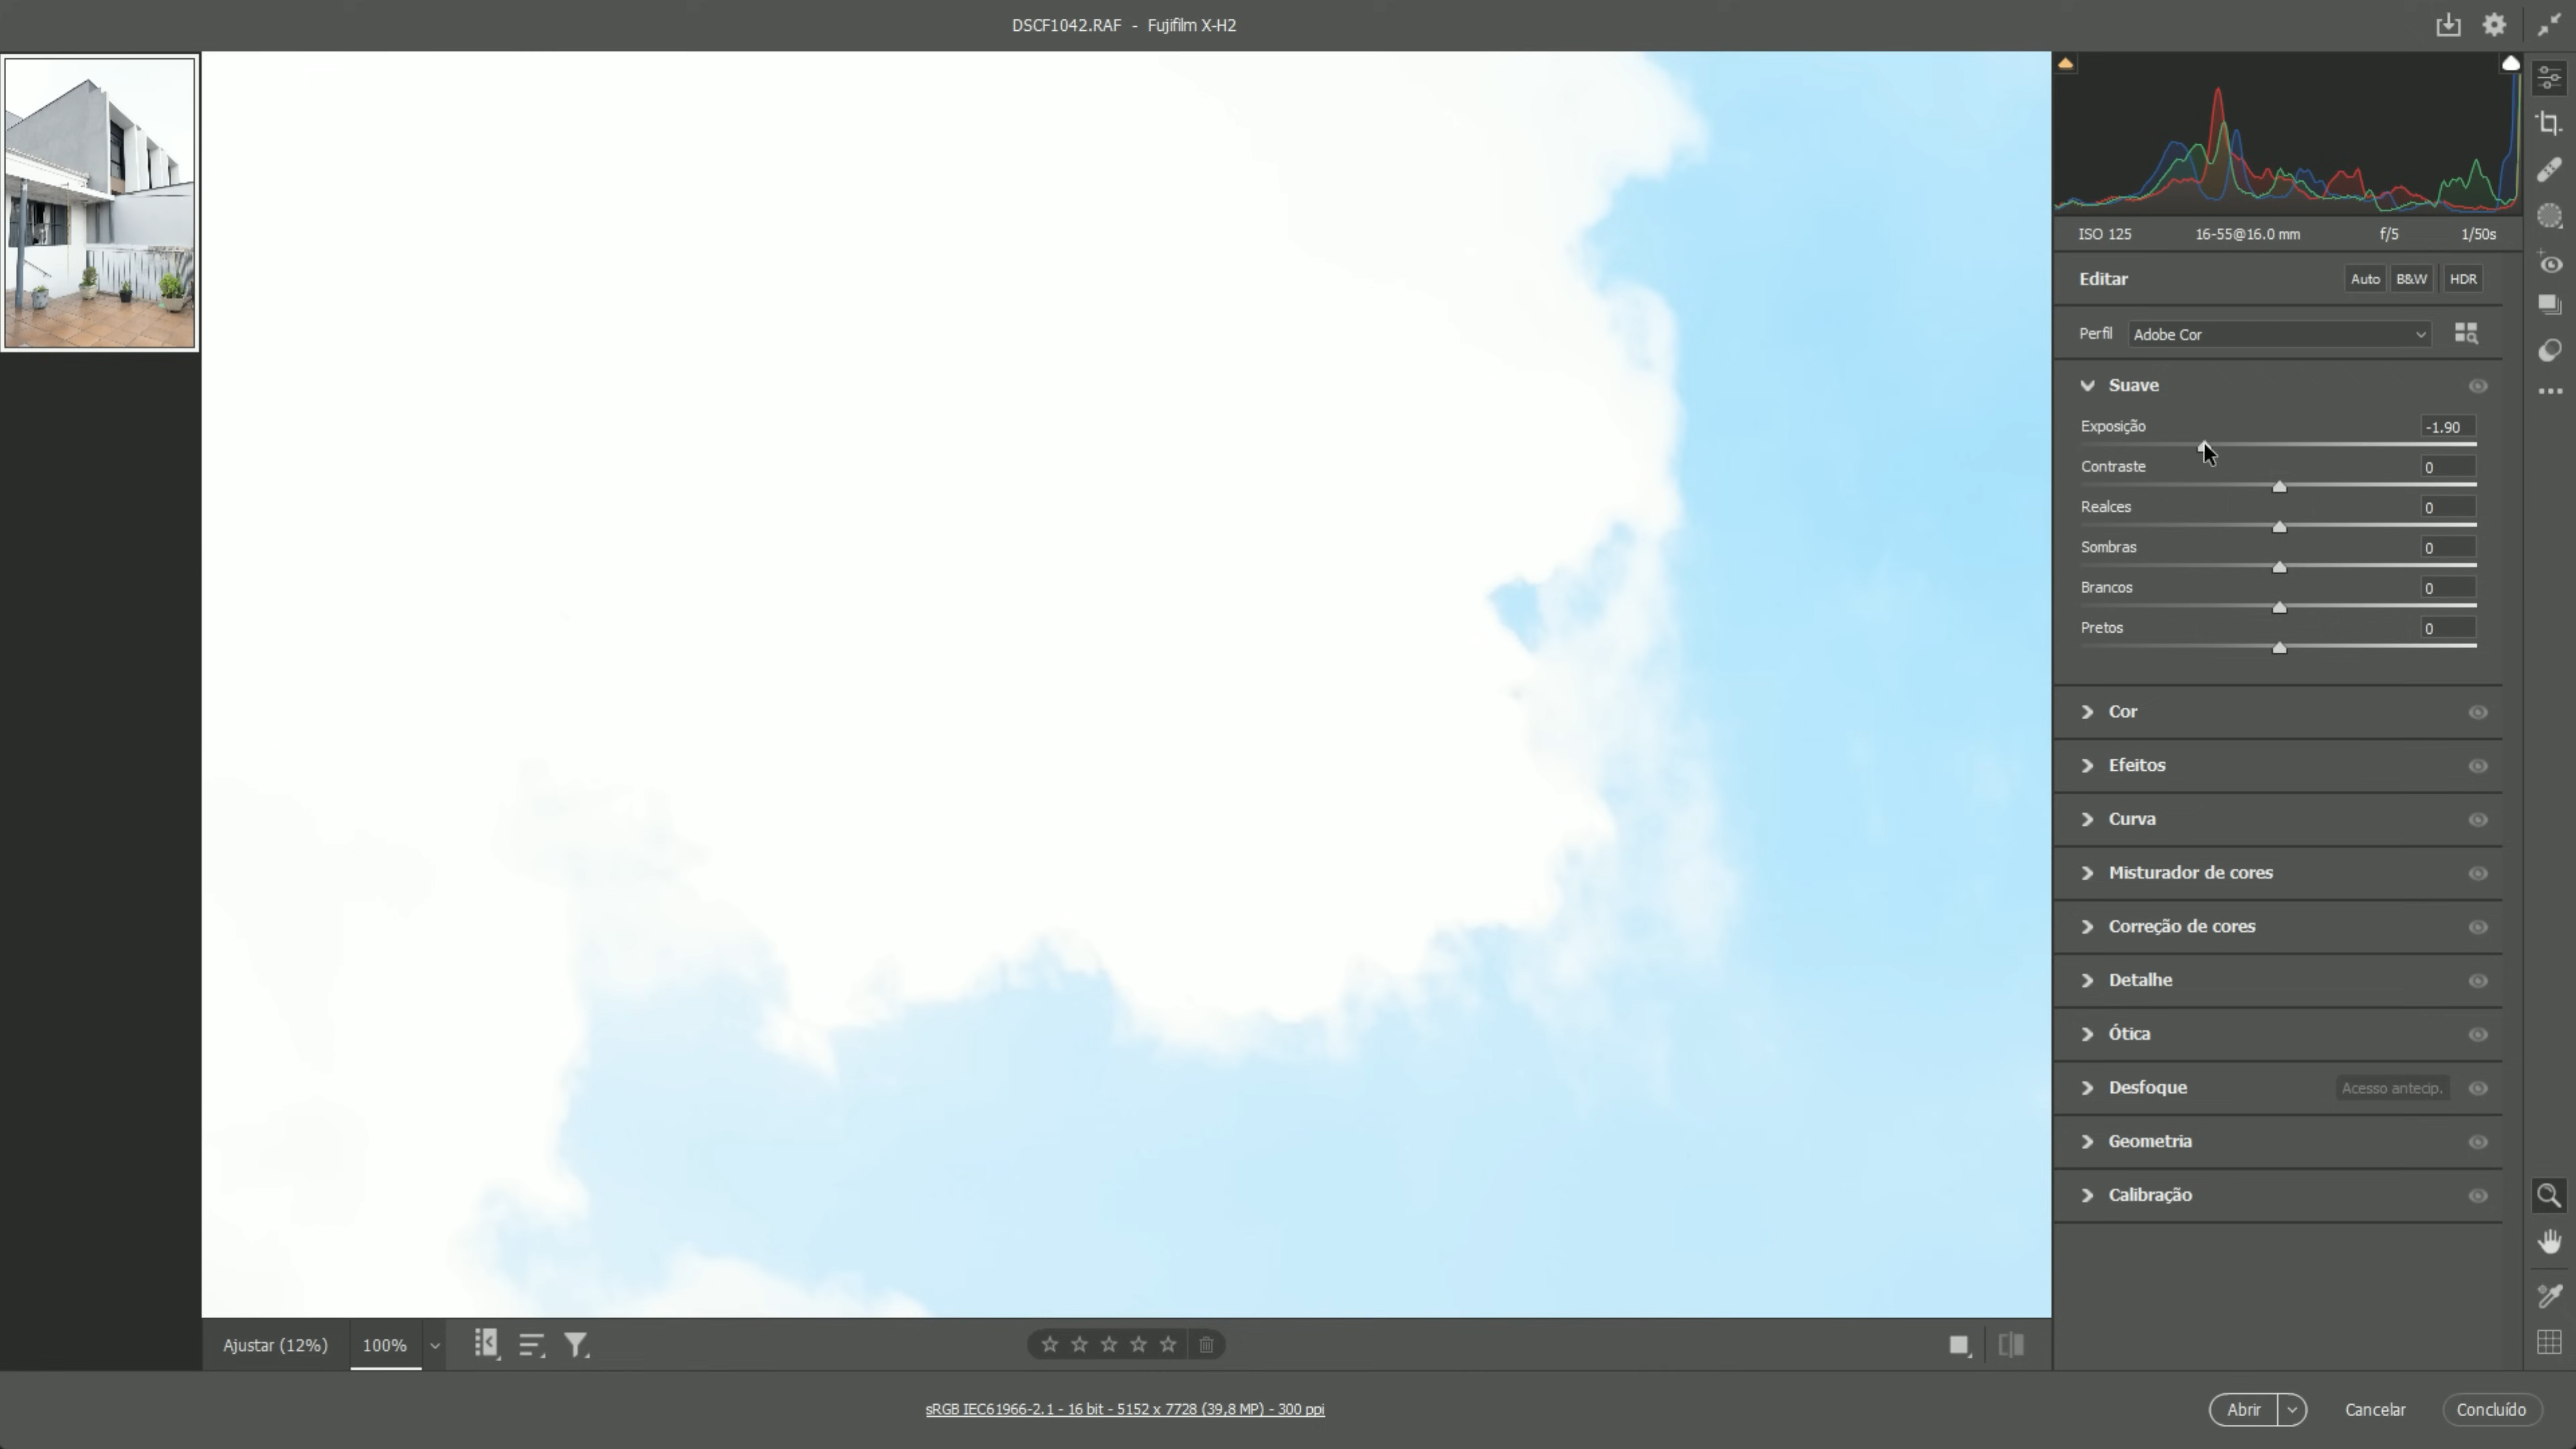 DSCF1042.RAF - Fujifilm X-H2
ISO 125 16-55@16.0 mm f/5 1/50s
Editar Auto B&W HDR
Perfil Adobe Cor
Suave
Exposição -1.90
Contraste 0
Realces 0
Sombras 0
Brancos 0
Pretos 0
Cor
Efeitos
Curva
Misturador de cores
Correção de cores
Detalhe
Ótica
Desfoque Acesso antecip.
Geometria
Calibração
Ajustar (12%) 100%
sRGB IEC61966-2.1 - 16 bit - 5152 x 7728 (39,8 MP) - 300 ppi
Abrir Cancelar Concluído